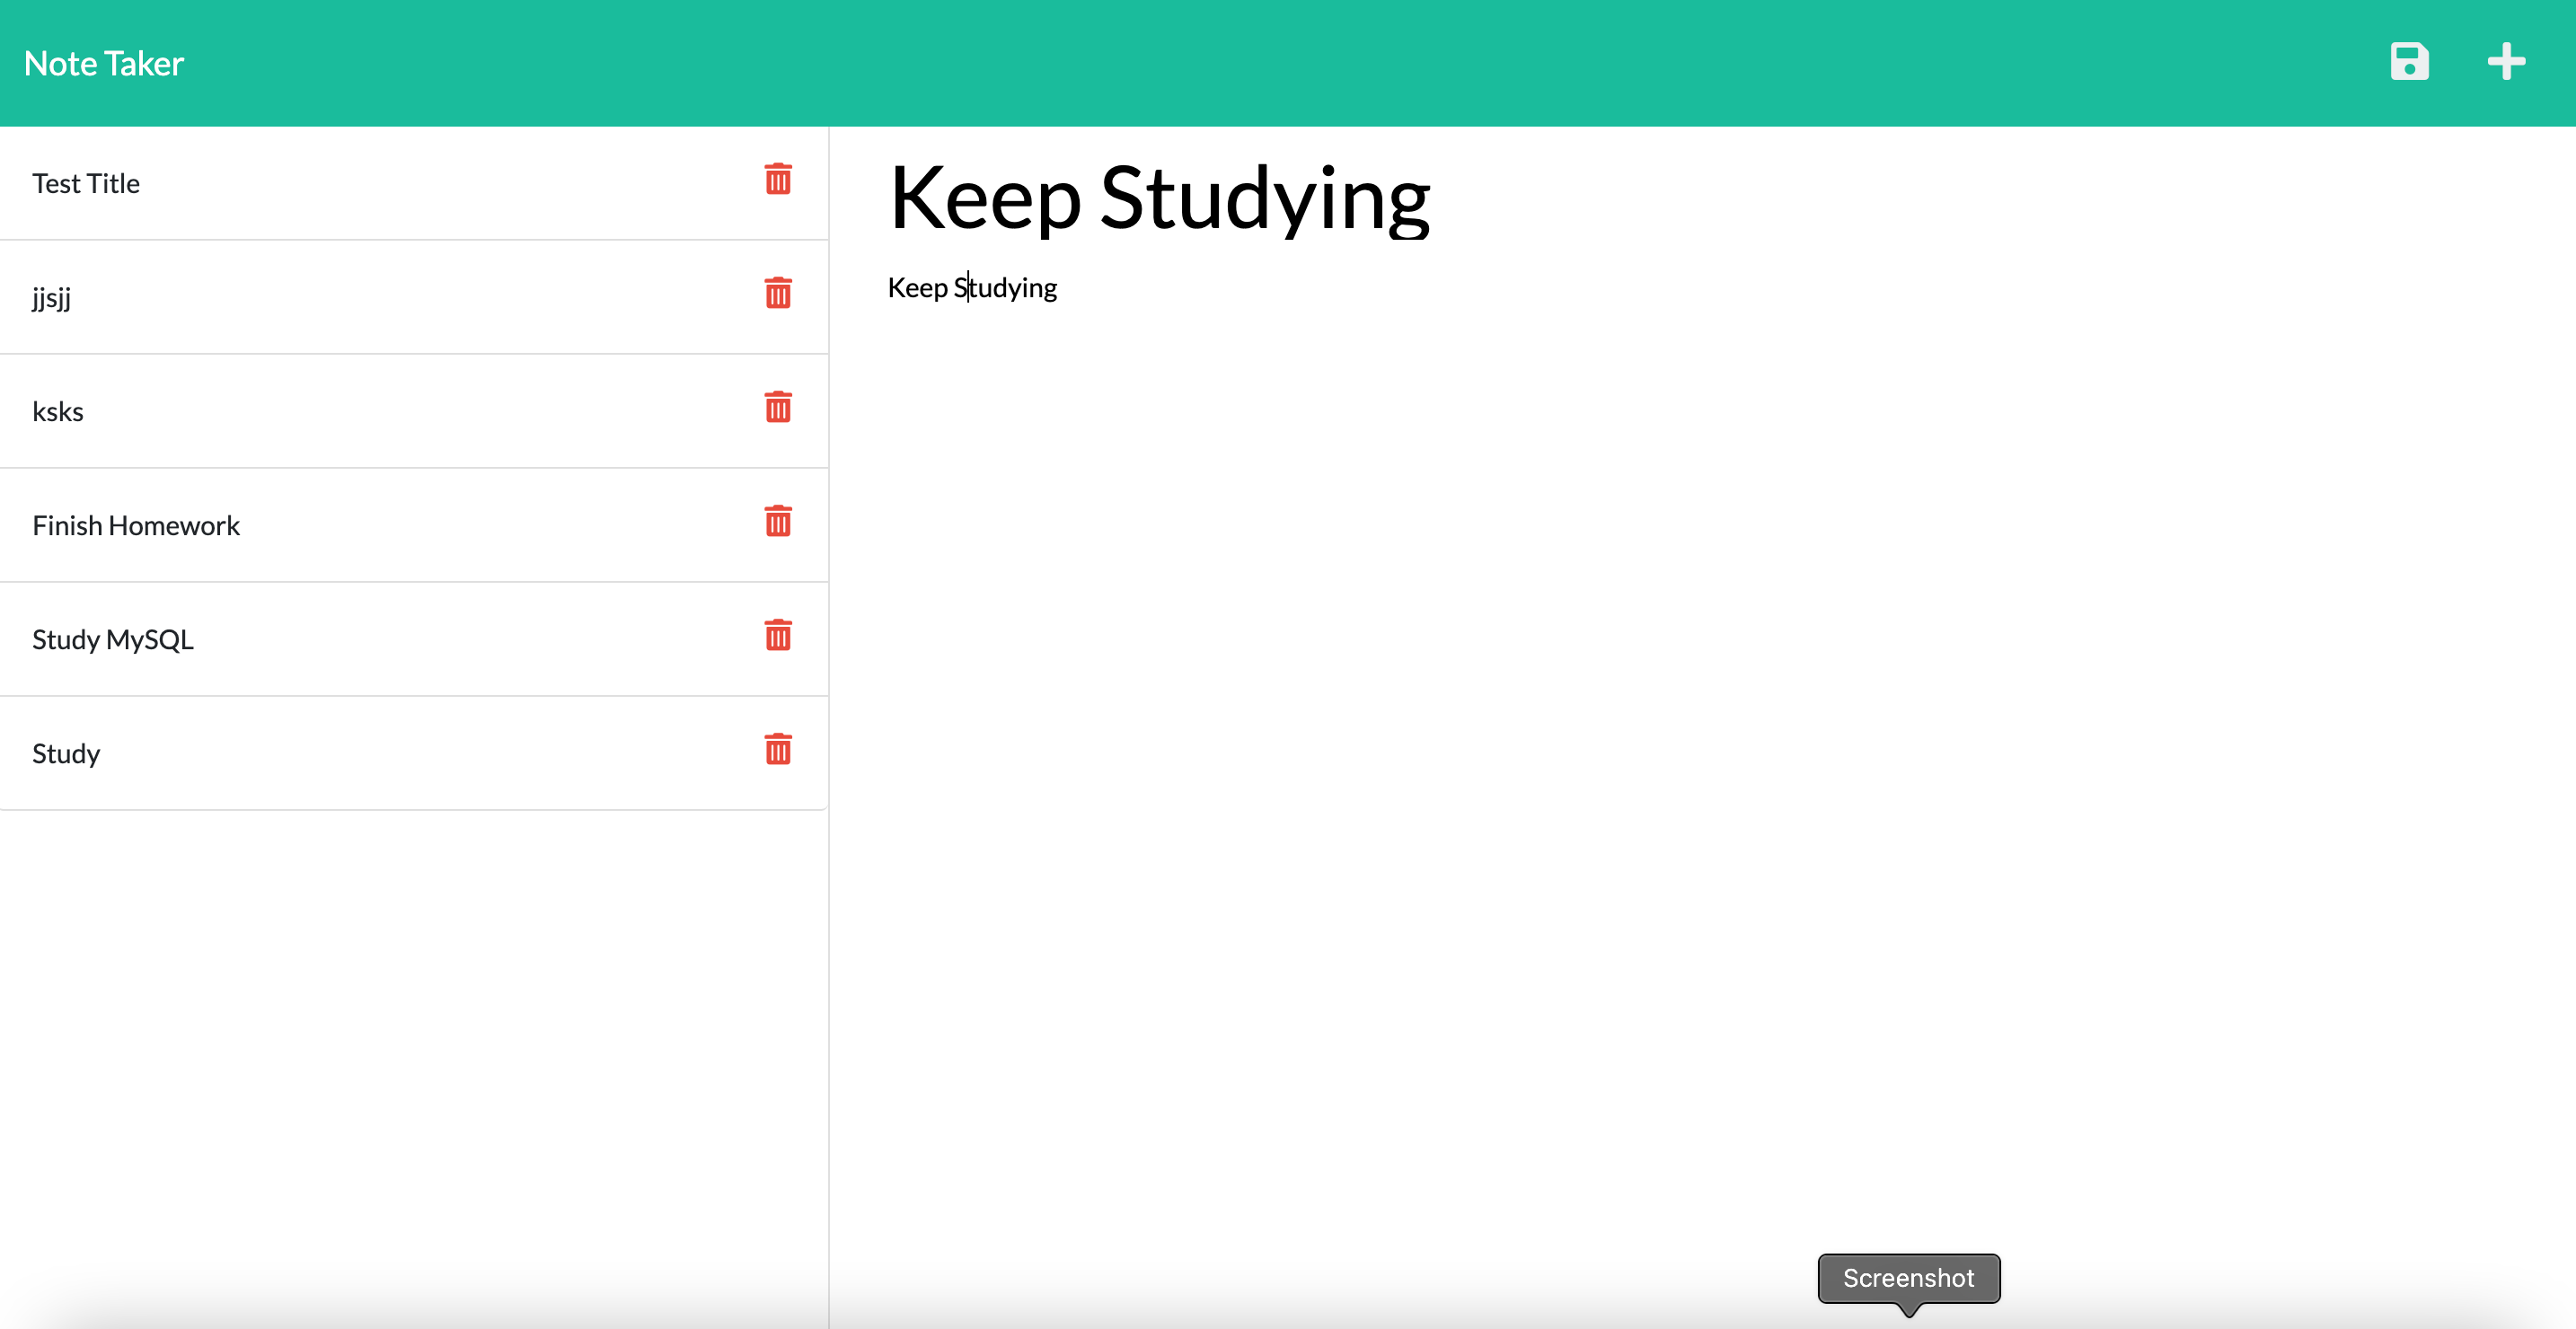 Note Taker
Test Title
jjsjj
ksks
Finish Homework
Study MySQL
Study
Keep Studying
Keep Studying
Screenshot